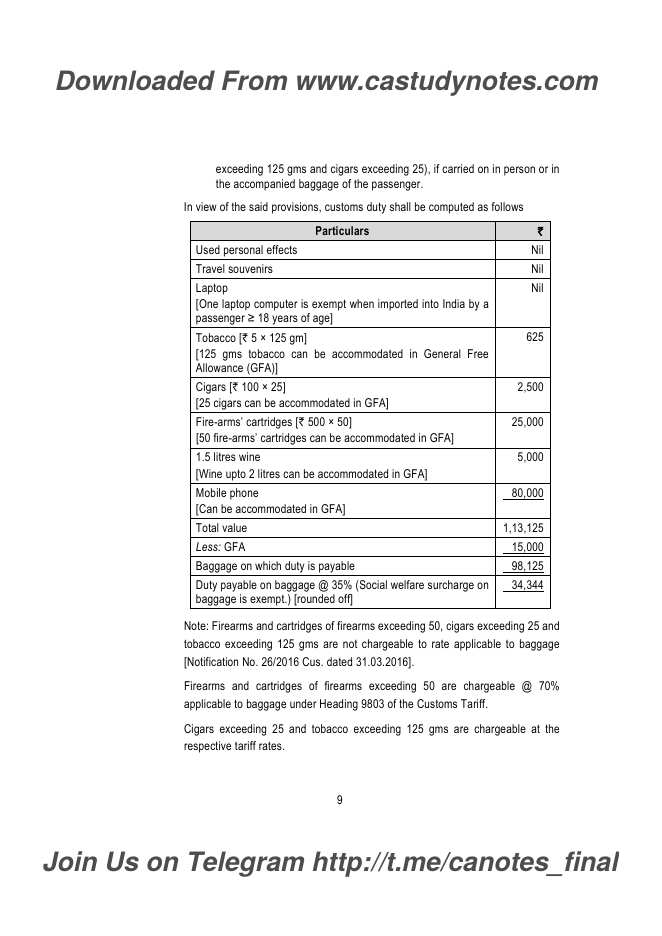 Downloaded From www.castudynotes.com
exceeding 125 gms and cigars exceeding 25), if carried on in person or in
the accompanied baggage of the passenger.
In view of the said provisions, customs duty shall be computed as follows
Particulars ₹
Used personal effects Nil
Travel souvenirs Nil
Laptop Nil
[One laptop computer is exempt when imported into India by a
passenger ≥ 18 years of age]
Tobacco [₹ 5 × 125 gm] 625
[125 gms tobacco can be accommodated in General Free
Allowance (GFA)]
Cigars [₹ 100 × 25] 2,500
[25 cigars can be accommodated in GFA]
Fire-arms' cartridges [₹ 500 × 50] 25,000
[50 fire-arms' cartridges can be accommodated in GFA]
1.5 litres wine 5,000
[Wine upto 2 litres can be accommodated in GFA]
Mobile phone 80,000
[Can be accommodated in GFA]
Total value 1,13,125
Less: GFA 15,000
Baggage on which duty is payable 98,125
Duty payable on baggage @ 35% (Social welfare surcharge on 34,344
baggage is exempt.) [rounded off]
Note: Firearms and cartridges of firearms exceeding 50, cigars exceeding 25 and
tobacco exceeding 125 gms are not chargeable to rate applicable to baggage
[Notification No. 26/2016 Cus. dated 31.03.2016].
Firearms and cartridges of firearms exceeding 50 are chargeable @ 70%
applicable to baggage under Heading 9803 of the Customs Tariff.
Cigars exceeding 25 and tobacco exceeding 125 gms are chargeable at the
respective tariff rates.
9
Join Us on Telegram http://t.me/canotes_final